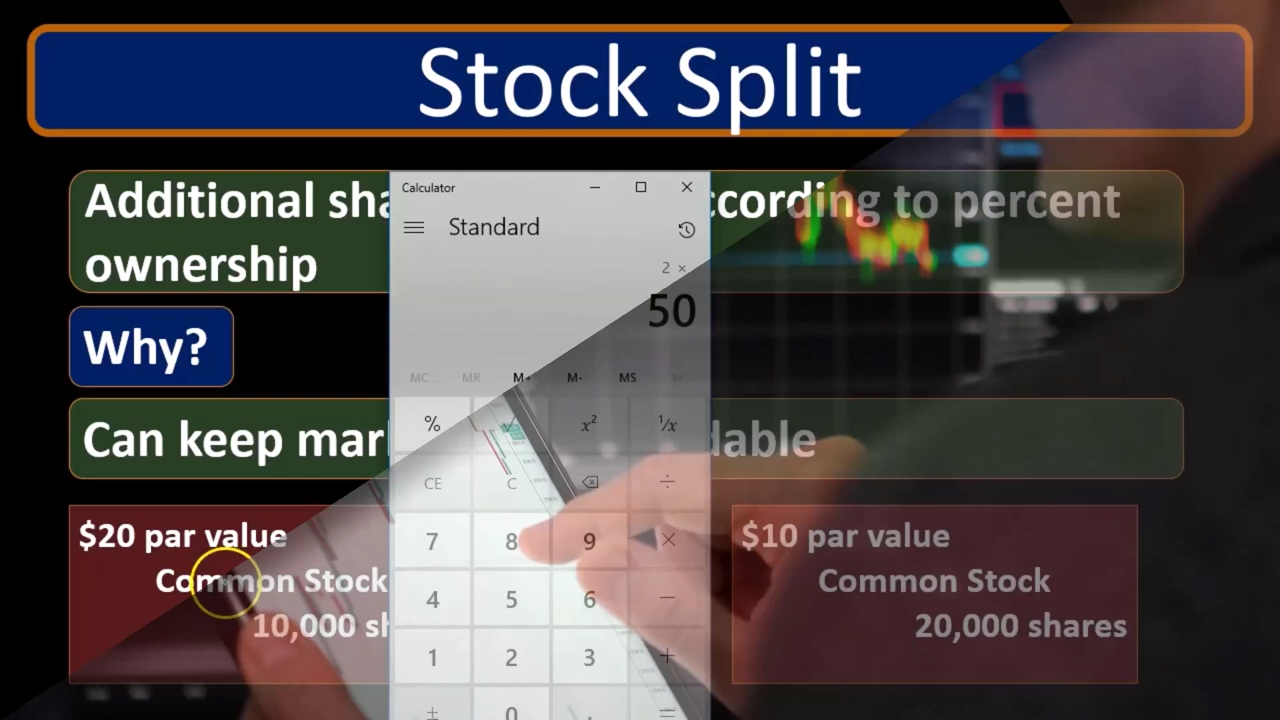 Stock Split
Additional sha
ccording to percent
ownership
Why?
Can keep mar
dable
$20 par value
Common Stock
10,000 sh
$10 par value
Common Stock
20,000 shares
Calculator
Standard
2 ×
50
MC MR M+ M- MS
% x² ¹/x
CE C ÷
7 8 9 ×
4 5 6 −
1 2 3 +
± 0 . =